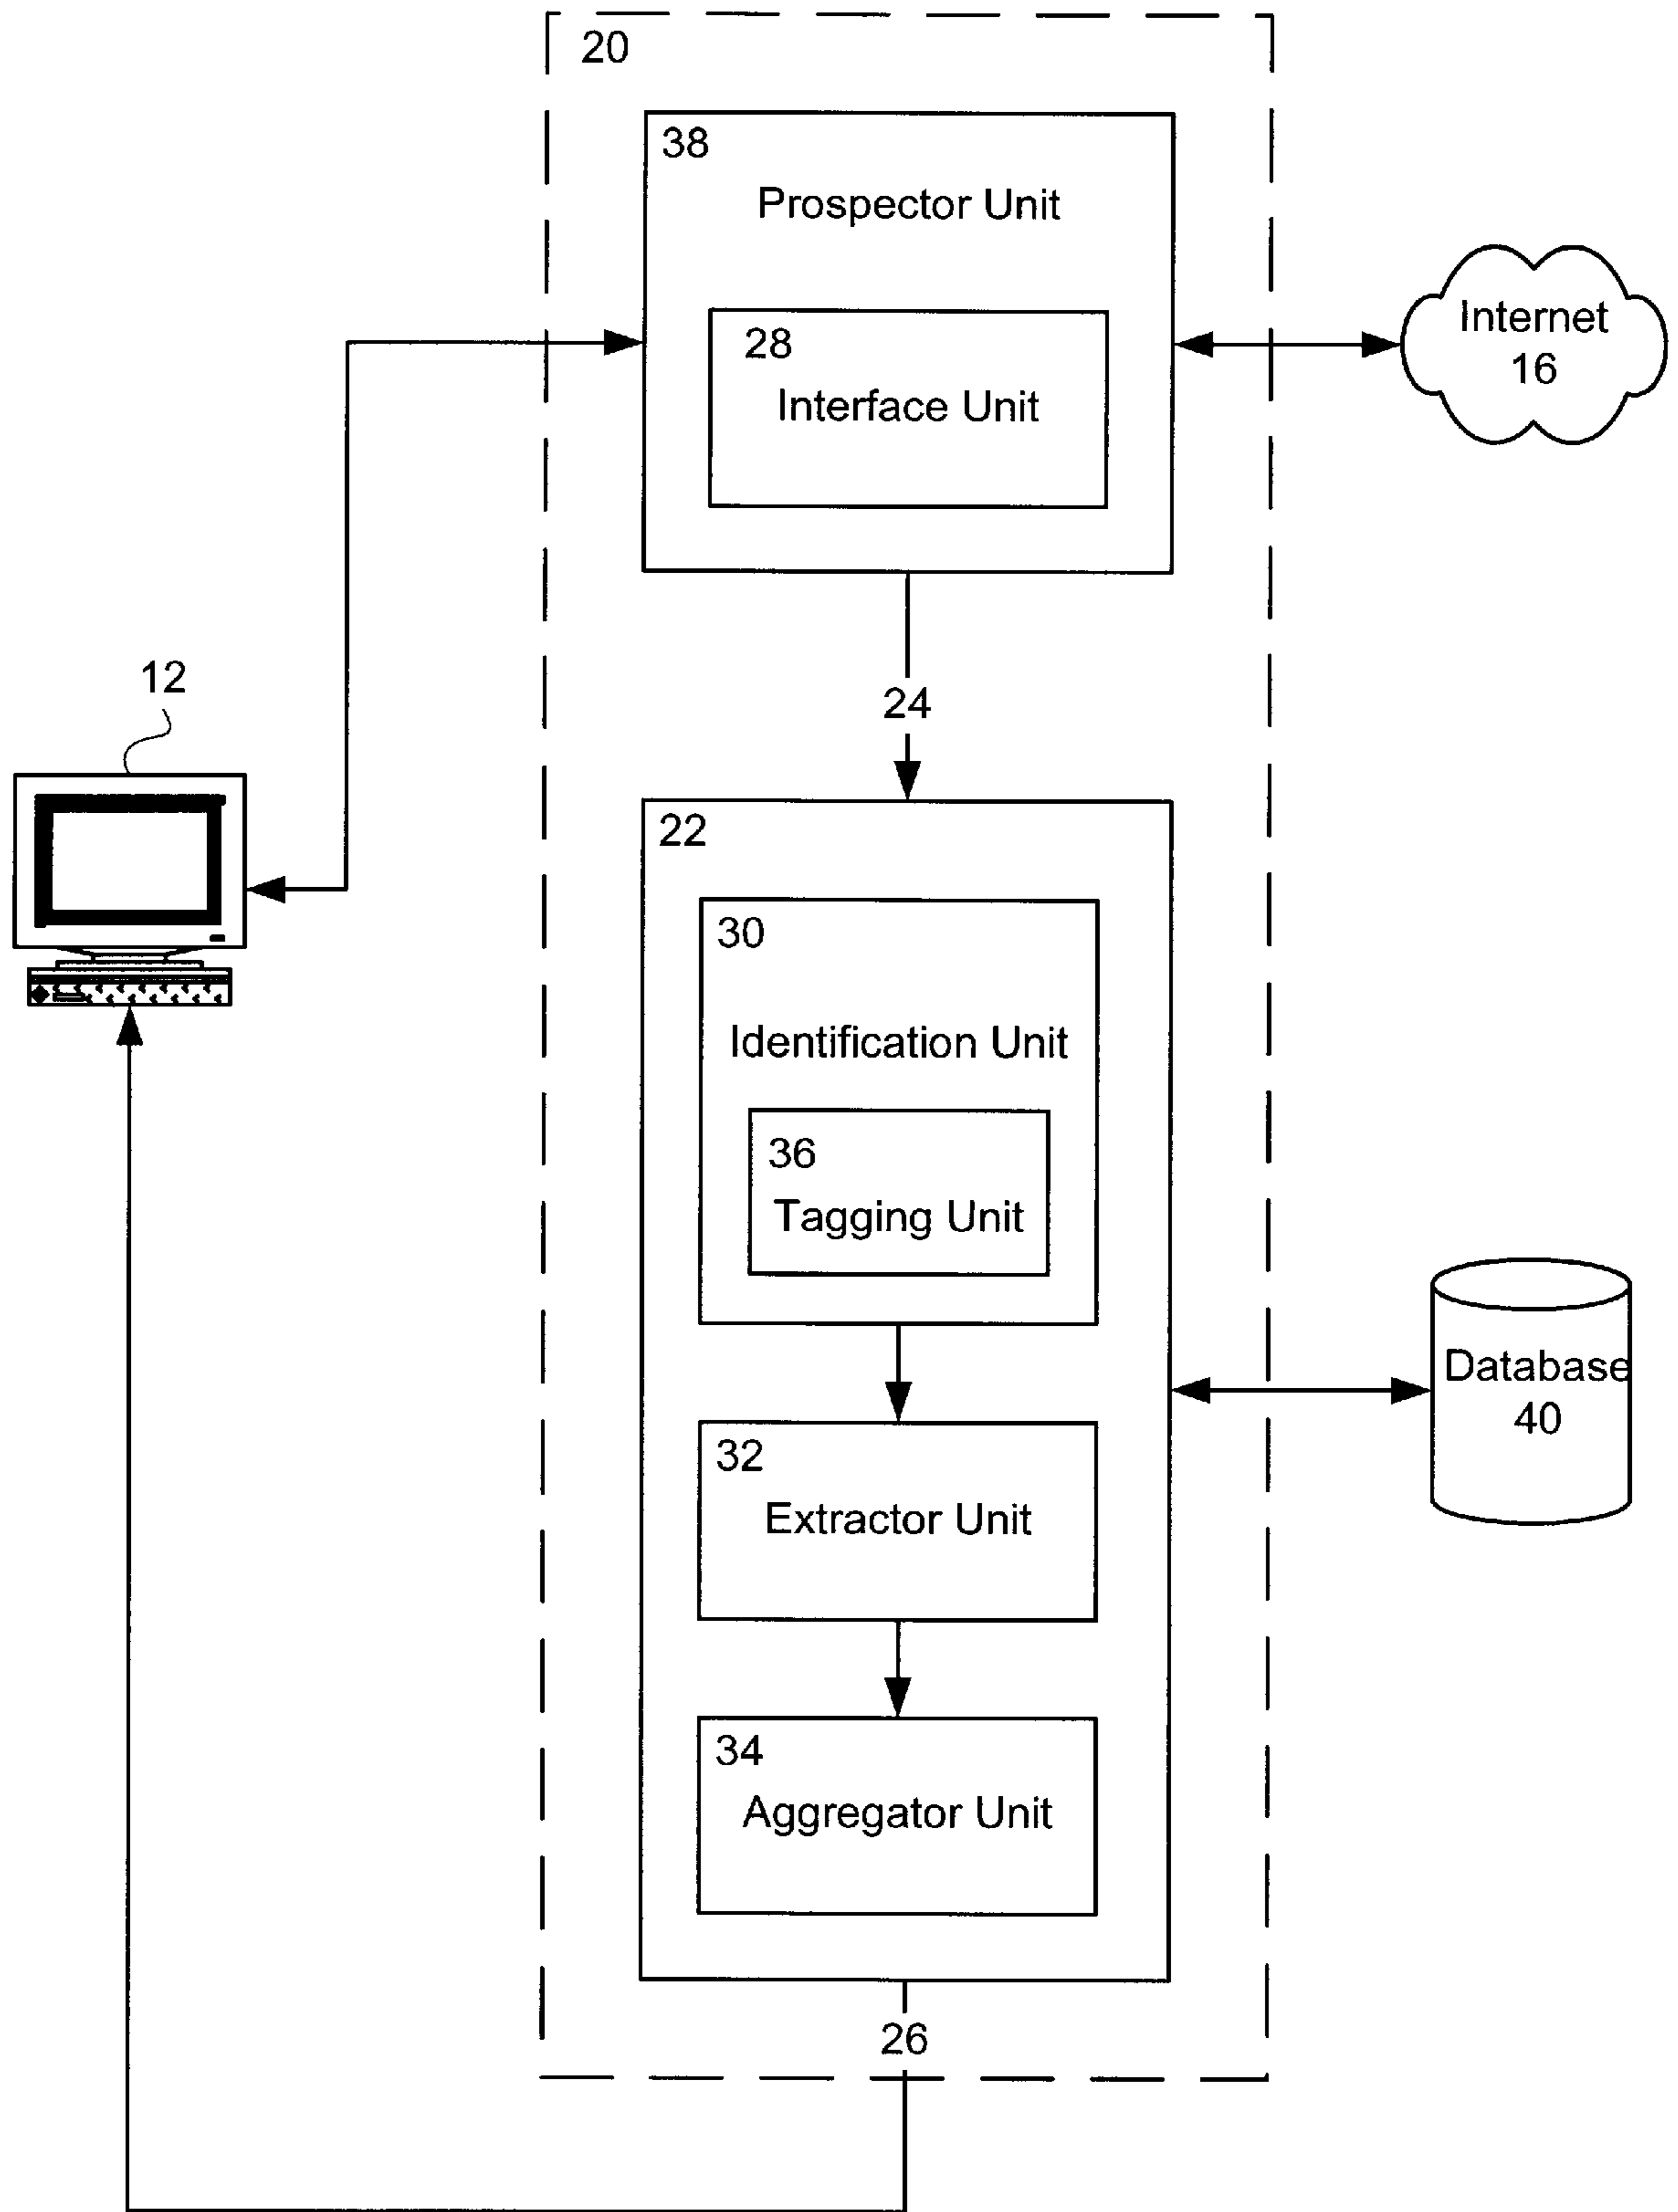 20
38
Prospector Unit
28
Interface Unit
Internet
16
24
12
22
30
Identification Unit
36
Tagging Unit
Database
40
32
Extractor Unit
34
Aggregator Unit
26